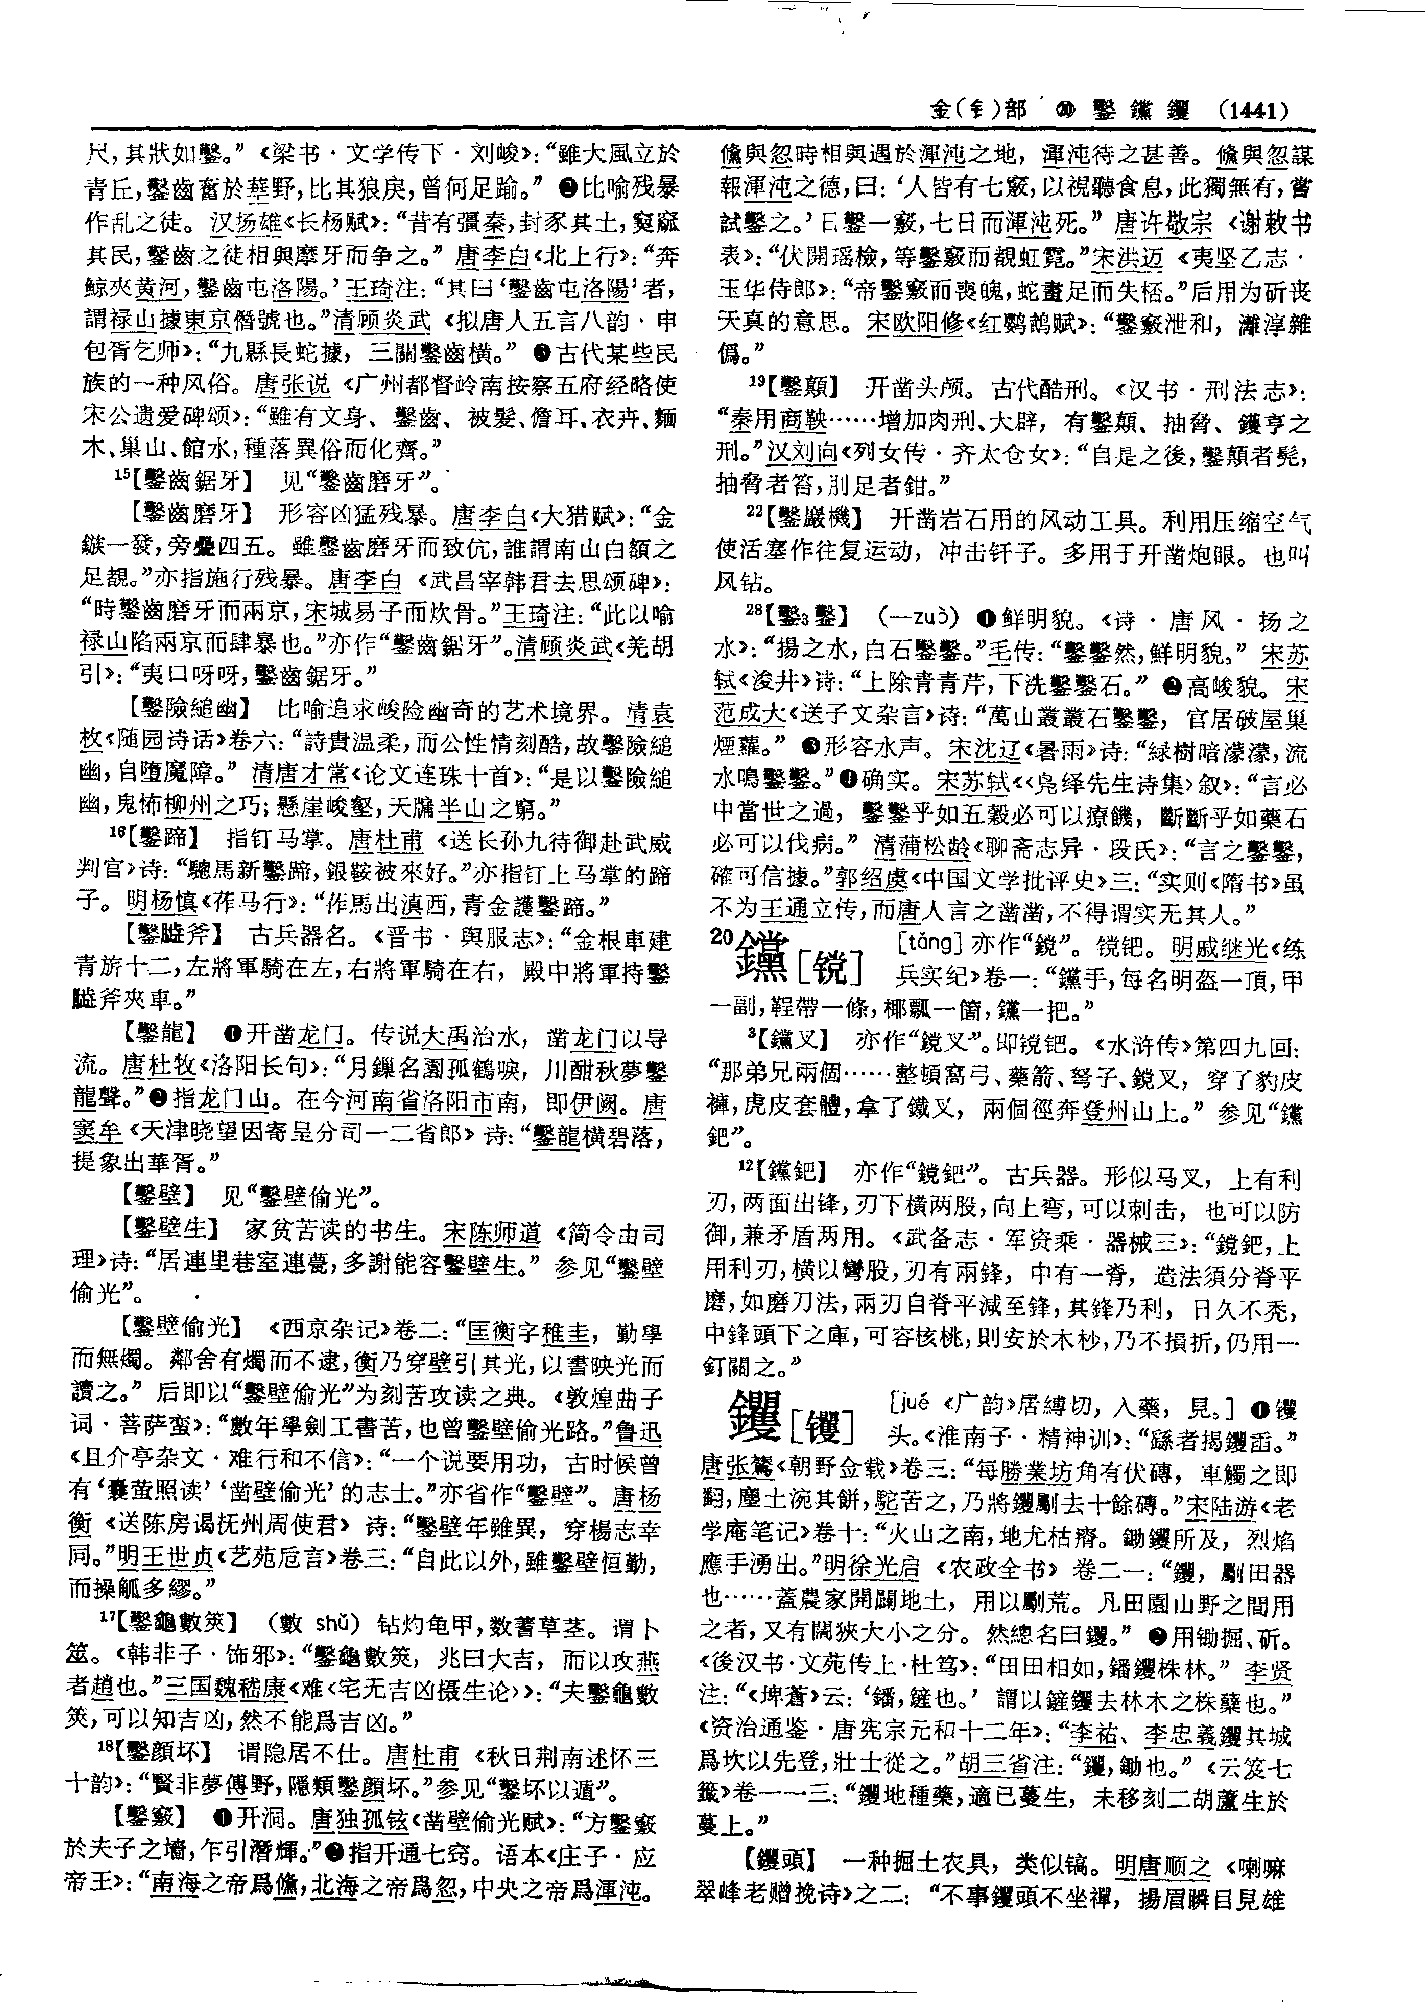 金(钅)部 ⑳ 鑿 钂 钁 (1441)
尺,其狀如鑿。”《梁书·文学传下·刘峻》:“雖大風立於
青丘,鑿齒奮於華野,比其狼戾,曾何足踰。”❷比喻残暴
作乱之徒。汉扬雄《长杨赋》:“昔有彊秦,封豕其土,窫窳
其民,鑿齒之徒相與摩牙而争之。”唐李白《北上行》:“奔
鲸夾黄河,鑿齒屯洛陽。’王琦注:“其曰‘鑿齒屯洛陽’者,
謂禄山據東京僭號也。”清顾炎武《拟唐人五言八韵·申
包胥乞师》:“九縣長蛇據,三關鑿齒横。”❸古代某些民
族的一种风俗。唐张说《广州都督岭南按察五府经略使
宋公遗爱碑颂》:“雖有文身、鑿齒、被髮、儋耳、衣卉、麵
木、巢山、館水,種落異俗而化齊。”
15【鑿齒鋸牙】 见“鑿齒磨牙”。
【鑿齒磨牙】 形容凶猛残暴。唐李白《大猎赋》:“金
鏃一發,旁疊四五。雖鑿齒磨牙而致伉,誰謂南山白額之
足覩。”亦指施行残暴。唐李白《武昌宰韩君去思颂碑》:
“時鑿齒磨牙而兩京,宋城易子而炊骨。”王琦注:“此以喻
禄山陷兩京而肆暴也。”亦作“鑿齒鋸牙”。清顾炎武《羌胡
引》:“夷口呀呀,鑿齒鋸牙。”
【鑿險縋幽】 比喻追求峻险幽奇的艺术境界。清袁
枚《随园诗话》卷六:“詩貴温柔,而公性情刻酷,故鑿險縋
幽,自墮魔障。”清唐才常《论文连珠十首》:“是以鑿險縋
幽,鬼怖柳州之巧;懸崖峻壑,天牖半山之窮。”
16【鑿蹄】 指钉马掌。唐杜甫《送长孙九侍御赴武威
判官》诗:“驄馬新鑿蹄,銀鞍被來好。”亦指钉上马掌的蹄
子。明杨慎《莋马行》:“莋馬出滇西,青金護鑿蹄。”
【鑿𦠄斧】 古兵器名。《晋书·舆服志》:“金根車建
青旂十二,左將軍騎在左,右將軍騎在右,殿中將軍持鑿
𦠄斧夾車。”
【鑿龍】 ❶开凿龙门。传说大禹治水,凿龙门以导
流。唐杜牧《洛阳长句》:“月鏁名園孤鶴唳,川酣秋夢鑿
龍聲。”❷指龙门山。在今河南省洛阳市南,即伊阙。唐
窦牟《天津晓望因寄呈分司一二省郎》诗:“鑿龍横碧落,
提象出華胥。”
【鑿壁】 见“鑿壁偷光”。
【鑿壁生】 家贫苦读的书生。宋陈师道《简令由司
理》诗:“居連里巷室連甍,多謝能容鑿壁生。”参见“鑿壁
偷光”。
【鑿壁偷光】 《西京杂记》卷二:“匡衡字稚圭,勤學
而無燭。鄰舍有燭而不逮,衡乃穿壁引其光,以書映光而
讀之。”后即以“鑿壁偷光”为刻苦攻读之典。《敦煌曲子
词·菩萨蛮》:“數年學劍工書苦,也曾鑿壁偷光路。”鲁迅
《且介亭杂文·难行和不信》:“一个说要用功,古时候曾
有‘囊萤照读’‘凿壁偷光’的志士。”亦省作“鑿壁”。唐杨
衡《送陈房谒抚州周使君》诗:“鑿壁年雖異,穿楊志幸
同。”明王世贞《艺苑卮言》卷三:“自此以外,雖鑿壁恒勤,
而操觚多繆。”
17【鑿龜數筴】 (數 shǔ) 钻灼龟甲,数蓍草茎。谓卜
筮。《韩非子·饰邪》:“鑿龜數筴,兆曰大吉,而以攻燕
者趙也。”三国魏嵇康《难〈宅无吉凶摄生论〉》:“夫鑿龜數
筴,可以知吉凶,然不能爲吉凶。”
18【鑿顔坏】 谓隐居不仕。唐杜甫《秋日荆南述怀三
十韵》:“賢非夢傅野,隱類鑿顔坏。”参见“鑿坏以遁”。
【鑿竅】 ❶开洞。唐独孤铉《凿壁偷光赋》:“方鑿竅
於夫子之墻,乍引潛輝。”❷指开通七窍。语本《庄子·应
帝王》:“南海之帝爲儵,北海之帝爲忽,中央之帝爲渾沌。
儵與忽時相與遇於渾沌之地,渾沌待之甚善。儵與忽謀
報渾沌之德,曰:‘人皆有七竅,以視聽食息,此獨無有,嘗
試鑿之。’日鑿一竅,七日而渾沌死。”唐许敬宗《谢敕书
表》:“伏開瑶檢,等鑿竅而覩虹霓。”宋洪迈《夷坚乙志·
玉华侍郎》:“帝鑿竅而喪魄,蛇畫足而失桮。”后用为斫丧
天真的意思。宋欧阳修《红鹦鹉赋》:“鑿竅泄和,灕淳雜
僞。”
19【鑿顛】 开凿头颅。古代酷刑。《汉书·刑法志》:
“秦用商鞅……增加肉刑、大辟,有鑿顛、抽脅、鑊亨之
刑。”汉刘向《列女传·齐太仓女》:“自是之後,鑿顛者髡,
抽脅者笞,刖足者鉗。”
22【鑿巖機】 开凿岩石用的风动工具。利用压缩空气
使活塞作往复运动,冲击钎子。多用于开凿炮眼。也叫
风钻。
28【鑿3鑿】 (—zuò) ❶鲜明貌。《诗·唐风·扬之
水》:“揚之水,白石鑿鑿。”毛传:“鑿鑿然,鮮明貌。”宋苏
轼《浚井》诗:“上除青青芹,下洗鑿鑿石。”❷高峻貌。宋
范成大《送子文杂言》诗:“萬山叢叢石鑿鑿,官居破屋巢
煙蘿。”❸形容水声。宋沈辽《暑雨》诗:“緑樹暗濛濛,流
水鳴鑿鑿。”❹确实。宋苏轼《〈凫绎先生诗集〉叙》:“言必
中當世之過,鑿鑿乎如五穀必可以療饑,斷斷乎如藥石
必可以伐病。”清蒲松龄《聊斋志异·段氏》:“言之鑿鑿,
確可信據。”郭绍虞《中国文学批评史》三:“实则《隋书》虽
不为王通立传,而唐人言之凿凿,不得谓实无其人。”
20钂[镋] [tǎng] 亦作“鎲”。镋钯。明戚继光《练
兵实纪》卷一:“钂手,每名明盔一頂,甲
一副,鞓帶一條,椰瓢一箇,钂一把。”
3【钂叉】 亦作“鎲叉”。即镋钯。《水浒传》第四九回:
“那弟兄兩個……整頓窩弓、藥箭、弩子、鎲叉,穿了豹皮
褲,虎皮套體,拿了鐵叉,兩個徑奔登州山上。”参见“钂
鈀”。
12【钂鈀】 亦作“鎲鈀”。古兵器。形似马叉,上有利
刃,两面出锋,刃下横两股,向上弯,可以刺击,也可以防
御,兼矛盾两用。《武备志·军资乘·器械三》:“鎲鈀,上
用利刃,横以彎股,刃有兩鋒,中有一脊,造法須分脊平
磨,如磨刀法,兩刃自脊平減至鋒,其鋒乃利,日久不秃,
中鋒頭下之庫,可容核桃,則安於木杪,乃不損折,仍用一
釘關之。”
钁[镢] [jué 《广韵》居縛切,入藥,見。] ❶镢
头。《淮南子·精神训》:“繇者揭钁臿。”
唐张鷟《朝野佥载》卷三:“每勝業坊角有伏磚,車觸之即
翻,塵土涴其餅,駝苦之,乃將钁劚去十餘磚。”宋陆游《老
学庵笔记》卷十:“火山之南,地尤枯瘠。鋤钁所及,烈焰
應手湧出。”明徐光启《农政全书》卷二一:“钁,劚田器
也……蓋農家開闢地土,用以劚荒。凡田園山野之間用
之者,又有闊狹大小之分。然總名曰钁。”❷用锄掘、斫。
《後汉书·文苑传上·杜笃》:“田田相如,鐇钁株林。”李贤
注:“《埤蒼》云:‘鐇,鏟也。’謂以鏟钁去林木之株蘖也。”
《资治通鉴·唐宪宗元和十二年》:“李祐、李忠義钁其城
爲坎以先登,壯士從之。”胡三省注:“钁,鋤也。”《云笈七
籤》卷一一三:“钁地種藥,適已蔓生,未移刻二胡蘆生於
蔓上。”
【钁頭】 一种掘土农具,类似镐。明唐顺之《喇嘛
翠峰老赠挽诗》之二:“不事钁頭不坐禪,揚眉瞬目見雄